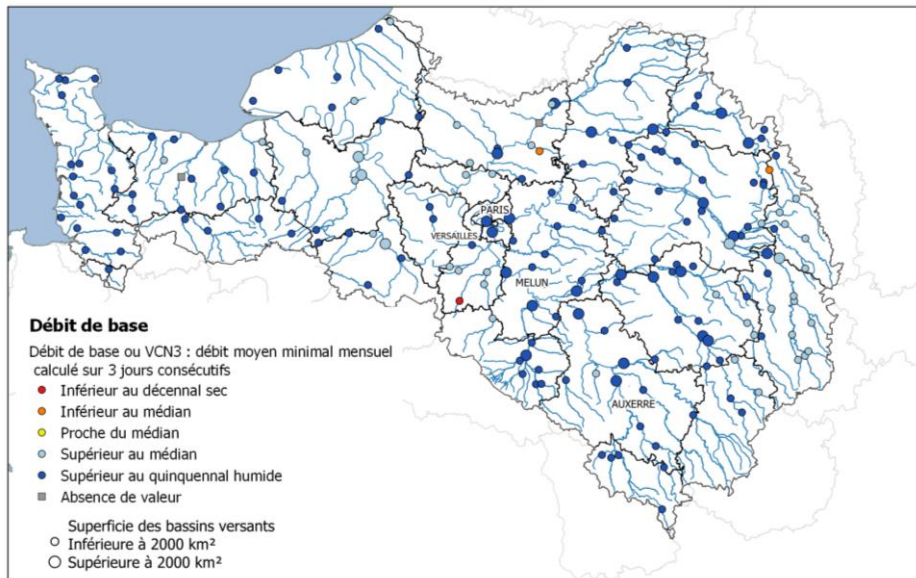 PARIS
VERSAILLES
MELUN
AUXERRE
Débit de base
Débit de base ou VCN3 : débit moyen minimal mensuel
calculé sur 3 jours consécutifs
Inférieur au décennal sec
Inférieur au médian
Proche du médian
Supérieur au médian
Supérieur au quinquennal humide
Absence de valeur
Superficie des bassins versants
Inférieure à 2000 km²
Supérieure à 2000 km²